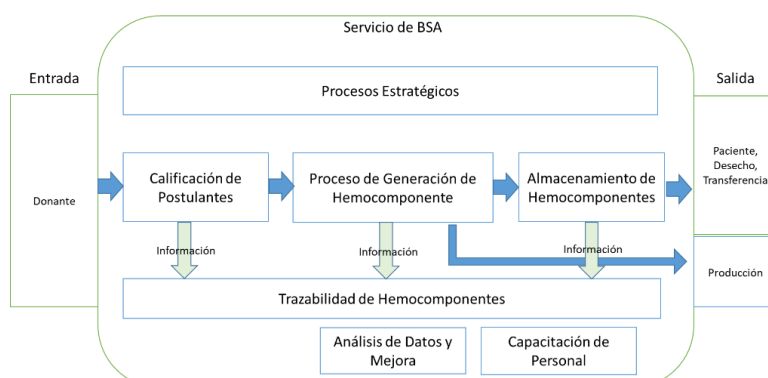 Servicio de BSA
Entrada
Salida
Procesos Estratégicos
Donante
Calificación de
Postulantes
Proceso de Generación de
Hemocomponente
Almacenamiento de
Hemocomponentes
Paciente,
Desecho,
Transferencia
Información
Información
Información
Producción
Trazabilidad de Hemocomponentes
Análisis de Datos y
Mejora
Capacitación de
Personal